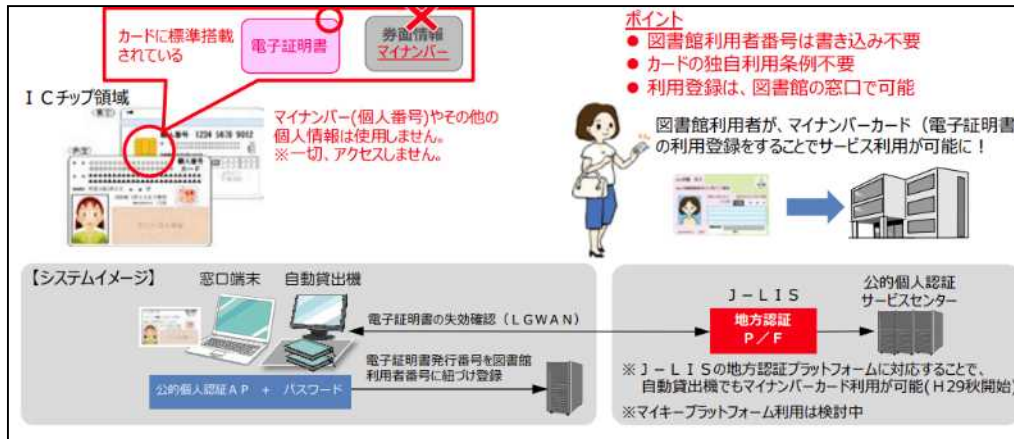 カードに標準搭載
されている
電子証明書
券面情報
マイナンバー
ICチップ領域
個人番号 1234 5678 9012
マイナンバー(個人番号)やその他の
個人情報は使用しません。
※一切、アクセスしません。
ポイント
● 図書館利用者番号は書き込み不要
● カードの独自利用条例不要
● 利用登録は、図書館の窓口で可能
図書館利用者が、マイナンバーカード(電子証明書
の利用登録をすることでサービス利用が可能に!
【システムイメージ】
窓口端末
自動貸出機
電子証明書の失効確認(LGWAN)
電子証明書発行番号を図書館
利用者番号に紐づけ登録
公的個人認証AP + パスワード
J-LIS
地方認証
P/F
公的個人認証
サービスセンター
※J-LISの地方認証プラットフォームに対応することで、
自動貸出機でもマイナンバーカード利用が可能(H29秋開始)
※マイキープラットフォーム利用は検討中